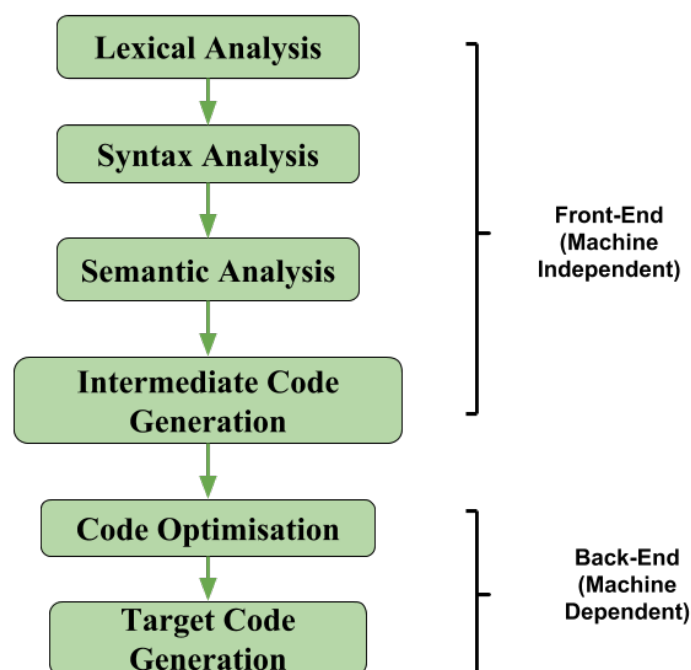 Lexical Analysis
Syntax Analysis
Semantic Analysis
Intermediate Code
Generation
Front-End
(Machine
Independent)
Code Optimisation
Target Code
Generation
Back-End
(Machine
Dependent)